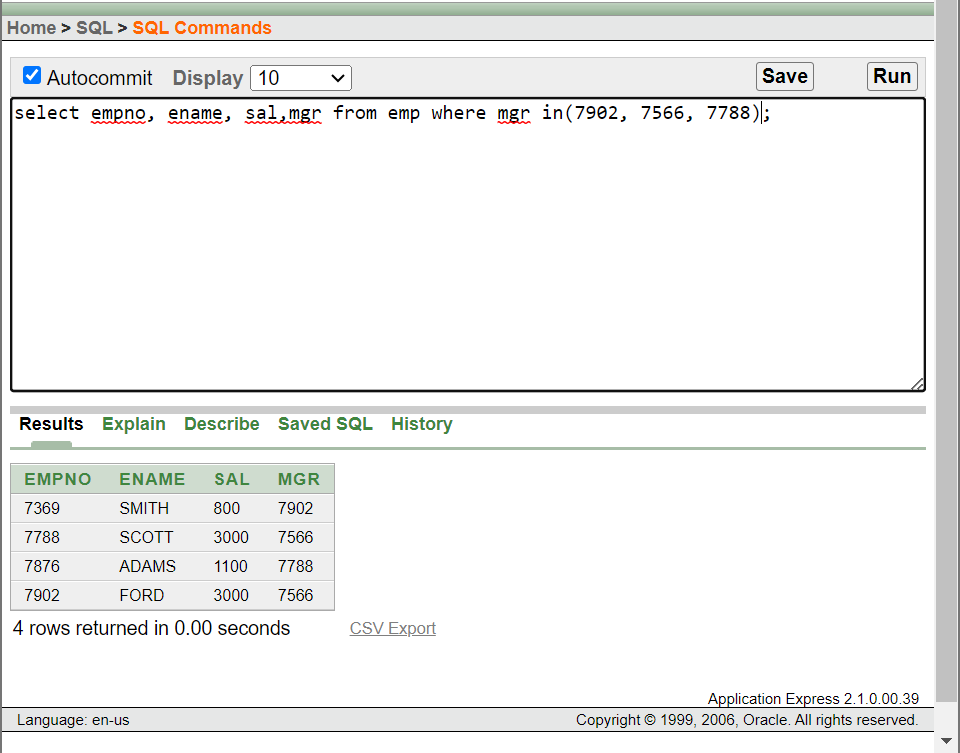 Home > SQL > SQL Commands
Autocommit Display 10 Save Run
select empno, ename, sal,mgr from emp where mgr in(7902, 7566, 7788);
Results Explain Describe Saved SQL History
EMPNO ENAME SAL MGR
7369 SMITH 800 7902
7788 SCOTT 3000 7566
7876 ADAMS 1100 7788
7902 FORD 3000 7566
4 rows returned in 0.00 seconds CSV Export
Application Express 2.1.0.00.39
Language: en-us Copyright © 1999, 2006, Oracle. All rights reserved.